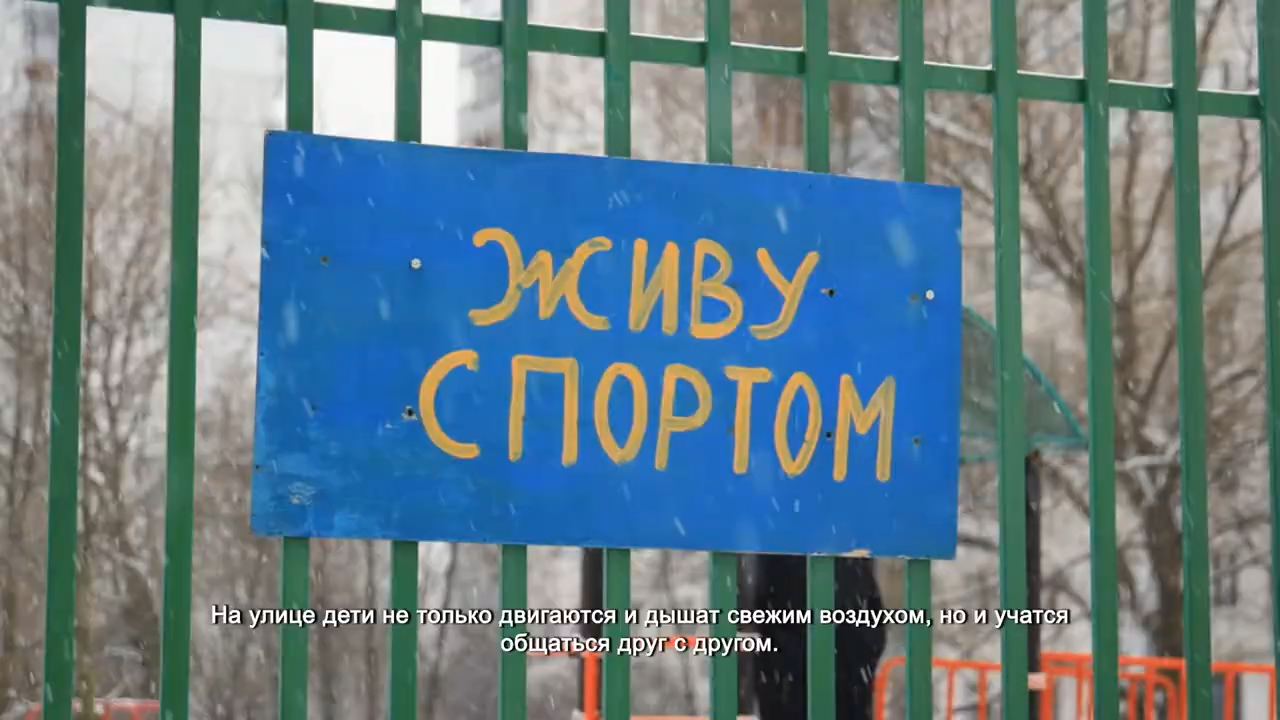 ЖИВУ
СПОРТОМ
На улице дети не только двигаются и дышат свежим воздухом, но и учатся
общаться друг с другом.